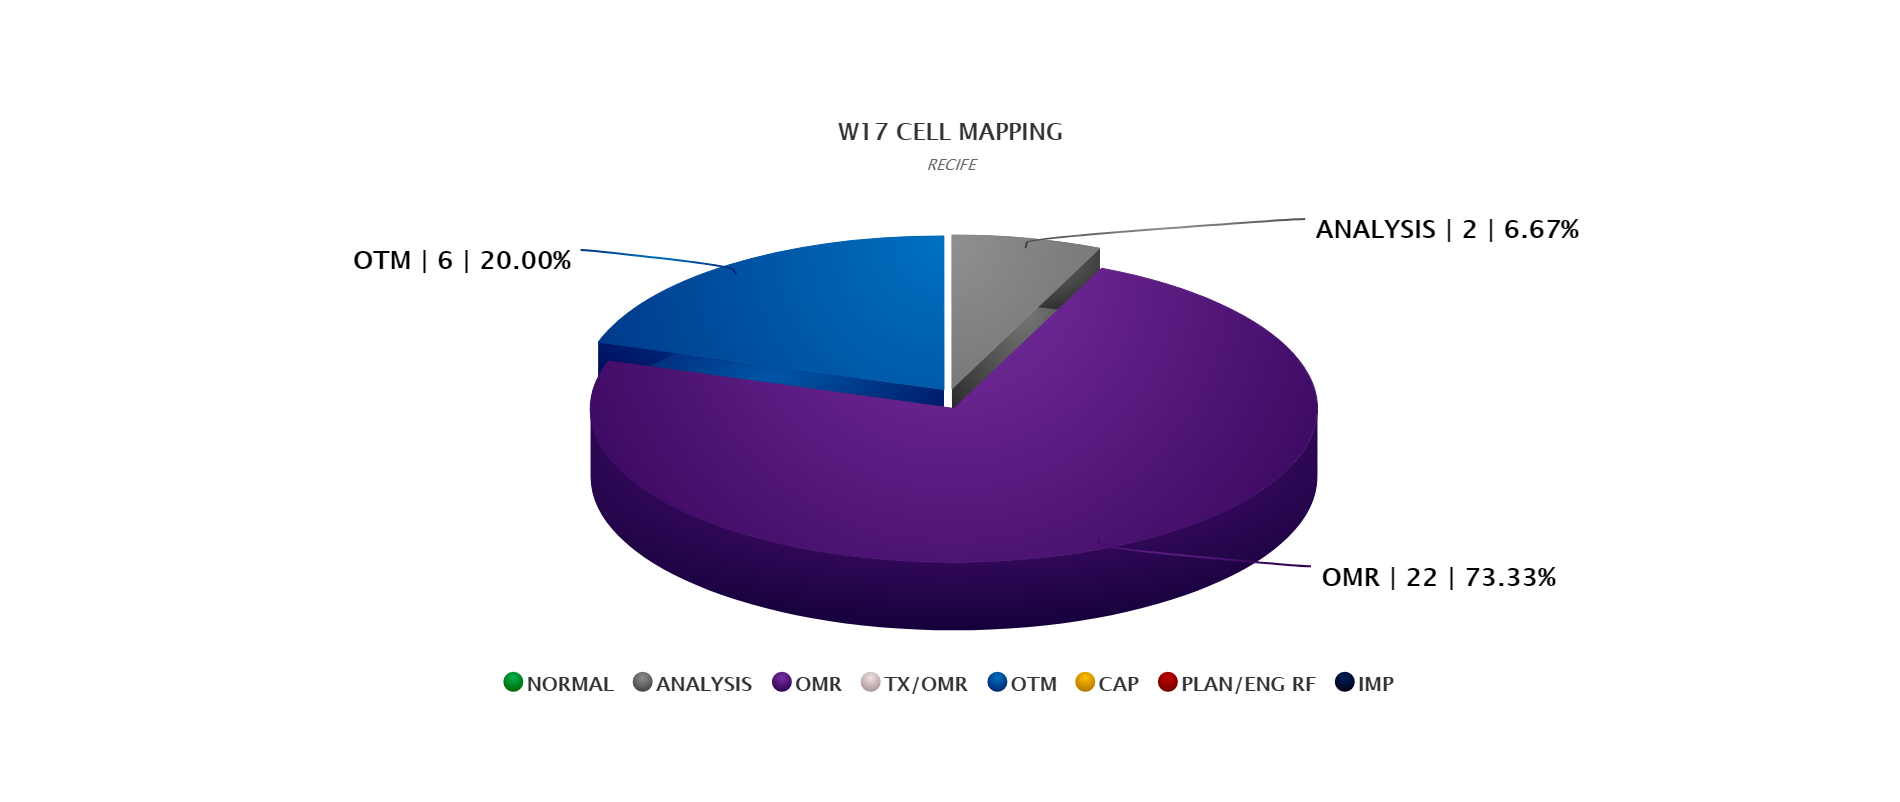 W17 CELL MAPPING
RECIFE
ANALYSIS | 2 | 6.67%
OTM | 6 | 20.00%
OMR | 22 | 73.33%
NORMAL ANALYSIS OMR TX/OMR OTM CAP PLAN/ENG RF IMP